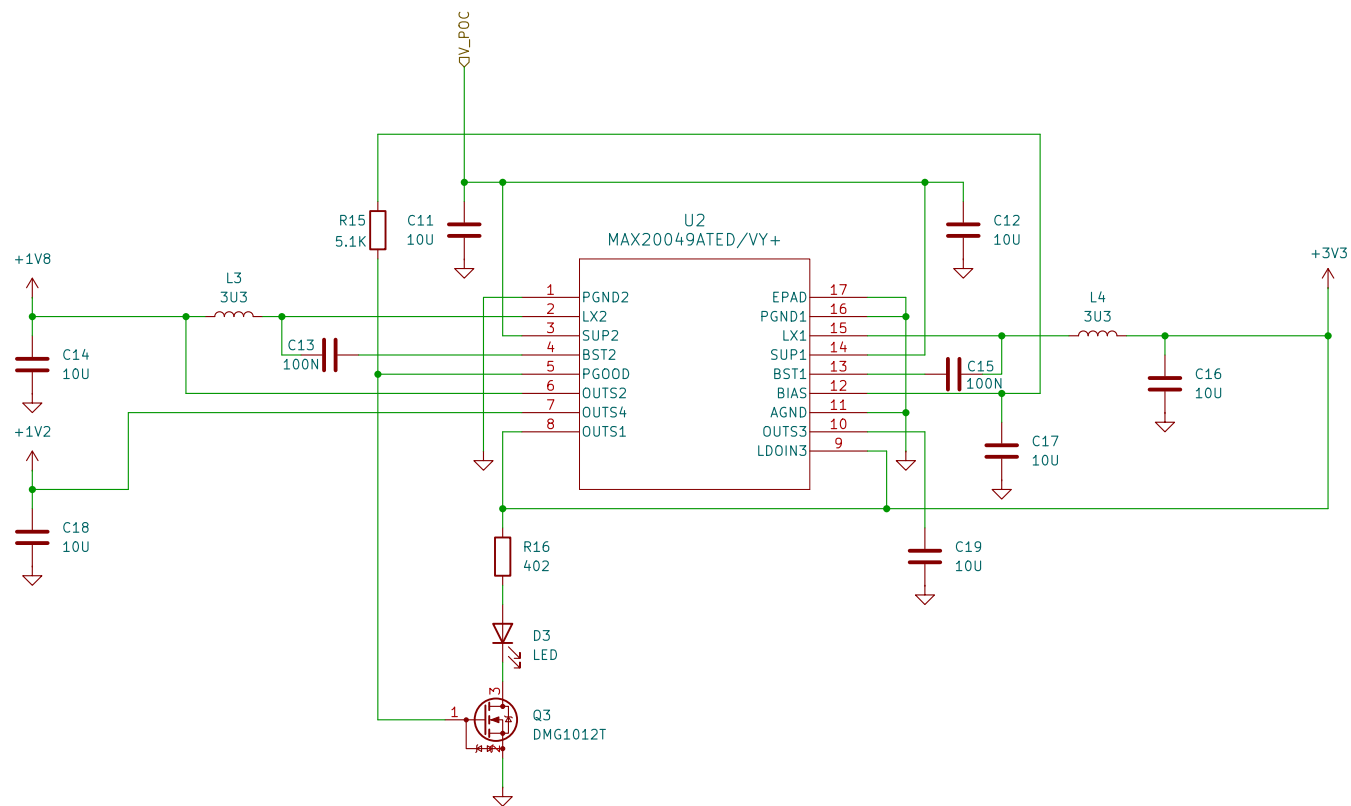 V_POC
U2
MAX20049ATED/VY+
R15
5.1K
C11
10U
C12
10U
+1V8
+3V3
L3
3U3
L4
3U3
1
PGND2
2
LX2
3
SUP2
4
BST2
5
PGOOD
6
OUTS2
7
OUTS4
8
OUTS1
EPAD
17
PGND1
16
LX1
15
SUP1
14
BST1
13
BIAS
12
AGND
11
OUTS3
10
LDOIN3
9
C13
100N
C14
10U
C15
100N
C16
10U
+1V2
C17
10U
C18
10U
R16
402
C19
10U
D3
LED
3
1
Q3
DMG1012T